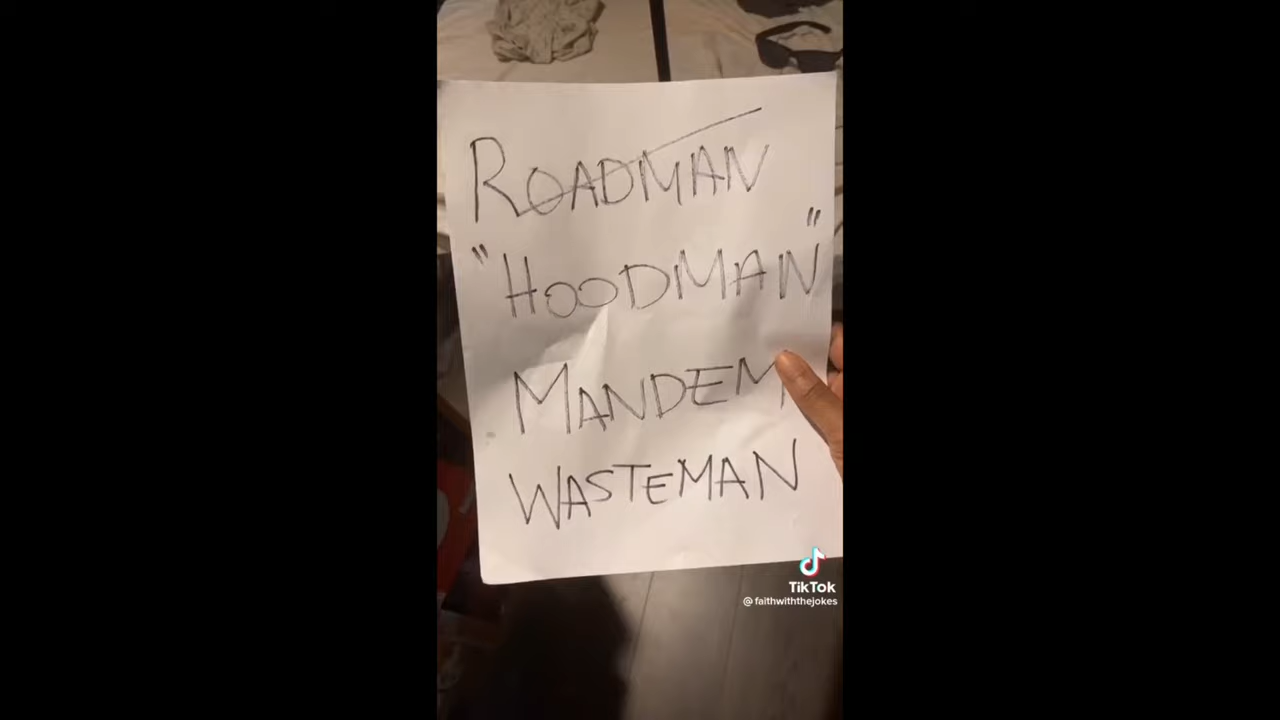 ROADMAN
"HOODMAN"
MANDEM
WASTEMAN
TikTok
@ faithwiththejokes